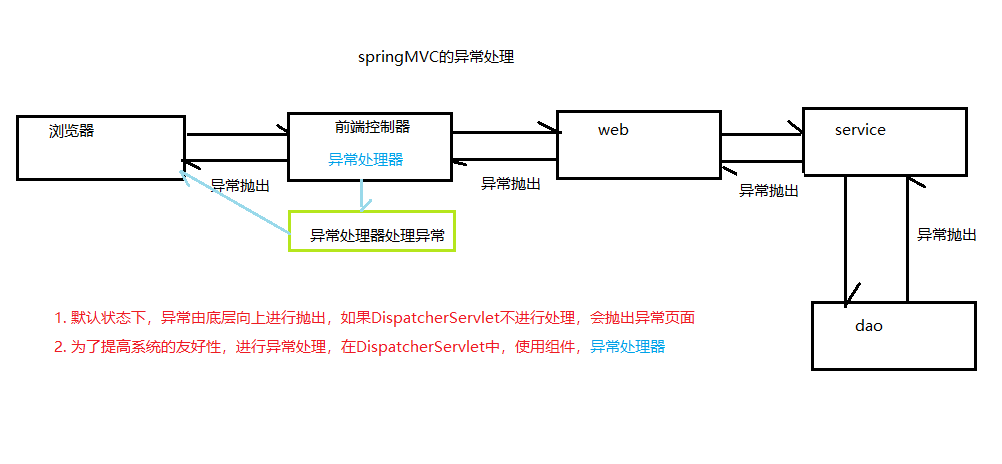 springMVC的异常处理
浏览器
前端控制器
异常处理器
web
service
异常抛出
异常抛出
异常抛出
异常抛出
异常处理器处理异常
dao
1. 默认状态下，异常由底层向上进行抛出，如果DispatcherServlet不进行处理，会抛出异常页面
2. 为了提高系统的友好性，进行异常处理，在DispatcherServlet中，使用组件，异常处理器